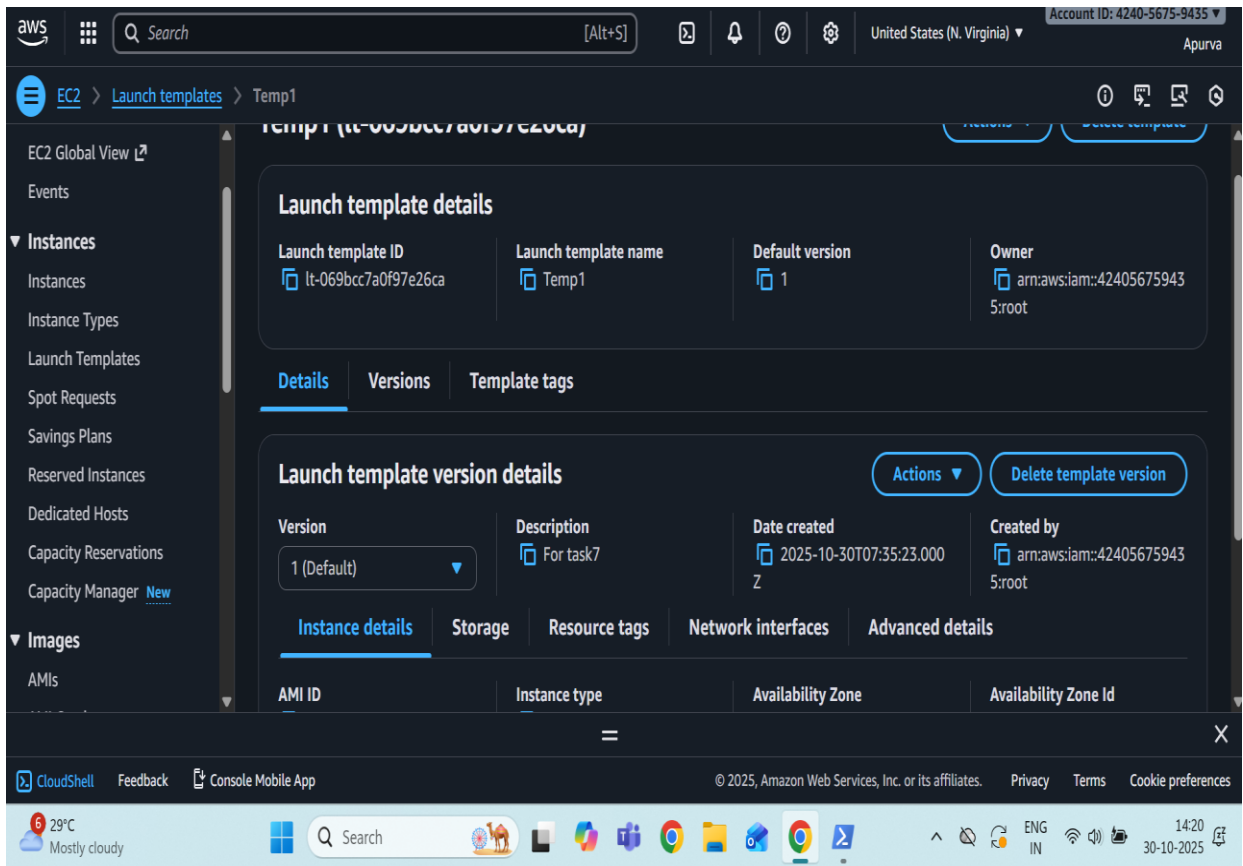 aws
Search
[Alt+S]
United States (N. Virginia) ▼
Account ID: 4240-5675-9435 ▼
Apurva
EC2 > Launch templates > Temp1
EC2 Global View
Events
▼ Instances
Instances
Instance Types
Launch Templates
Spot Requests
Savings Plans
Reserved Instances
Dedicated Hosts
Capacity Reservations
Capacity Manager New
▼ Images
AMIs
Temp1 (lt-069bcc7a0f97e26ca)
Actions
Delete template
Launch template details
Launch template ID
lt-069bcc7a0f97e26ca
Launch template name
Temp1
Default version
1
Owner
arn:aws:iam::42405675943
5:root
Details
Versions
Template tags
Launch template version details
Actions ▼
Delete template version
Version
1 (Default)
Description
For task7
Date created
2025-10-30T07:35:23.000
Z
Created by
arn:aws:iam::42405675943
5:root
Instance details
Storage
Resource tags
Network interfaces
Advanced details
AMI ID
Instance type
Availability Zone
Availability Zone Id
CloudShell
Feedback
Console Mobile App
© 2025, Amazon Web Services, Inc. or its affiliates.
Privacy
Terms
Cookie preferences
6
29°C
Mostly cloudy
Search
ENG
IN
14:20
30-10-2025